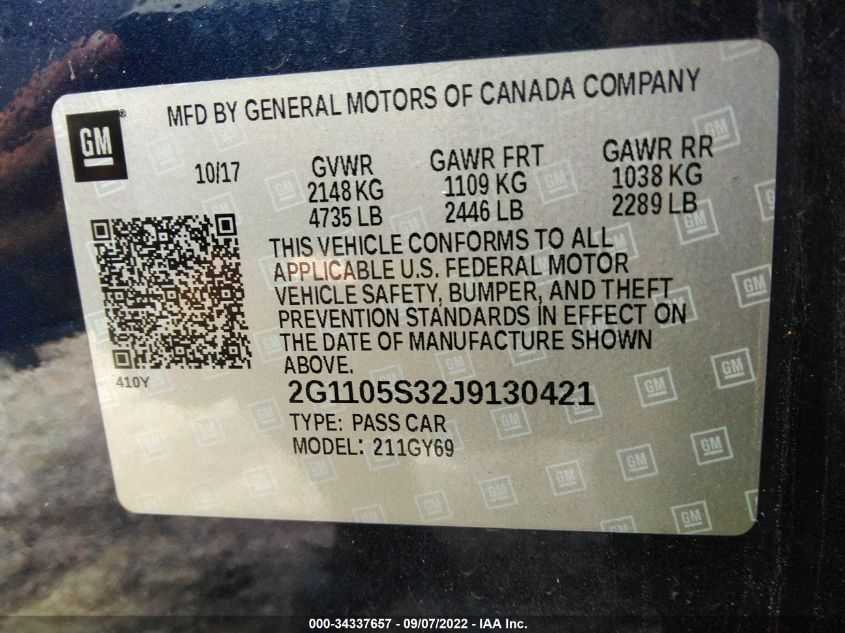 MFD BY GENERAL MOTORS OF CANADA COMPANY
GM
10/17
GVWR
2148 KG
4735 LB
GAWR FRT
1109 KG
2446 LB
GAWR RR
1038 KG
2289 LB
THIS VEHICLE CONFORMS TO ALL
APPLICABLE U.S. FEDERAL MOTOR
VEHICLE SAFETY, BUMPER, AND THEFT
PREVENTION STANDARDS IN EFFECT ON
THE DATE OF MANUFACTURE SHOWN
ABOVE.
410Y
2G1105S32J9130421
TYPE: PASS CAR
MODEL: 211GY69
000-34337657 - 09/07/2022 - IAA Inc.